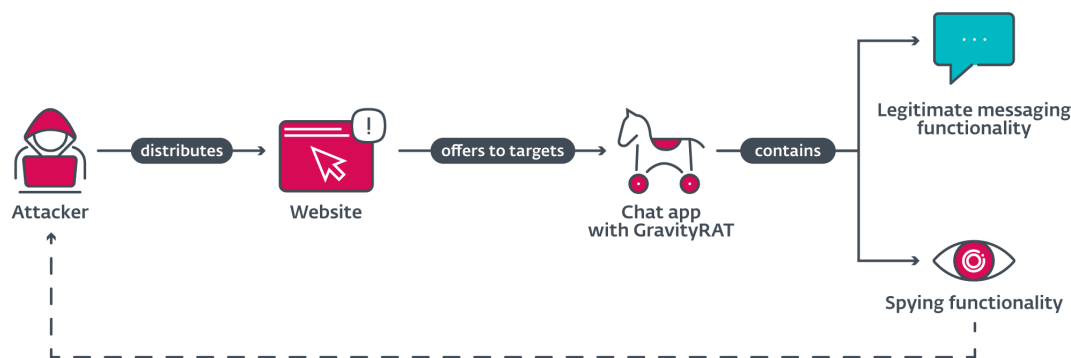 distributes
offers to targets
contains
Legitimate messaging
functionality
!
Attacker
Website
Chat app
with GravityRAT
Spying functionality